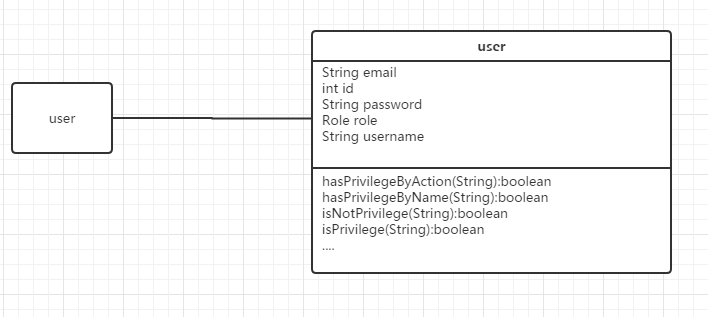 user
user
String email
int id
String password
Role role
String username
hasPrivilegeByAction(String):boolean
hasPrivilegeByName(String):boolean
isNotPrivilege(String):boolean
isPrivilege(String):boolean
....